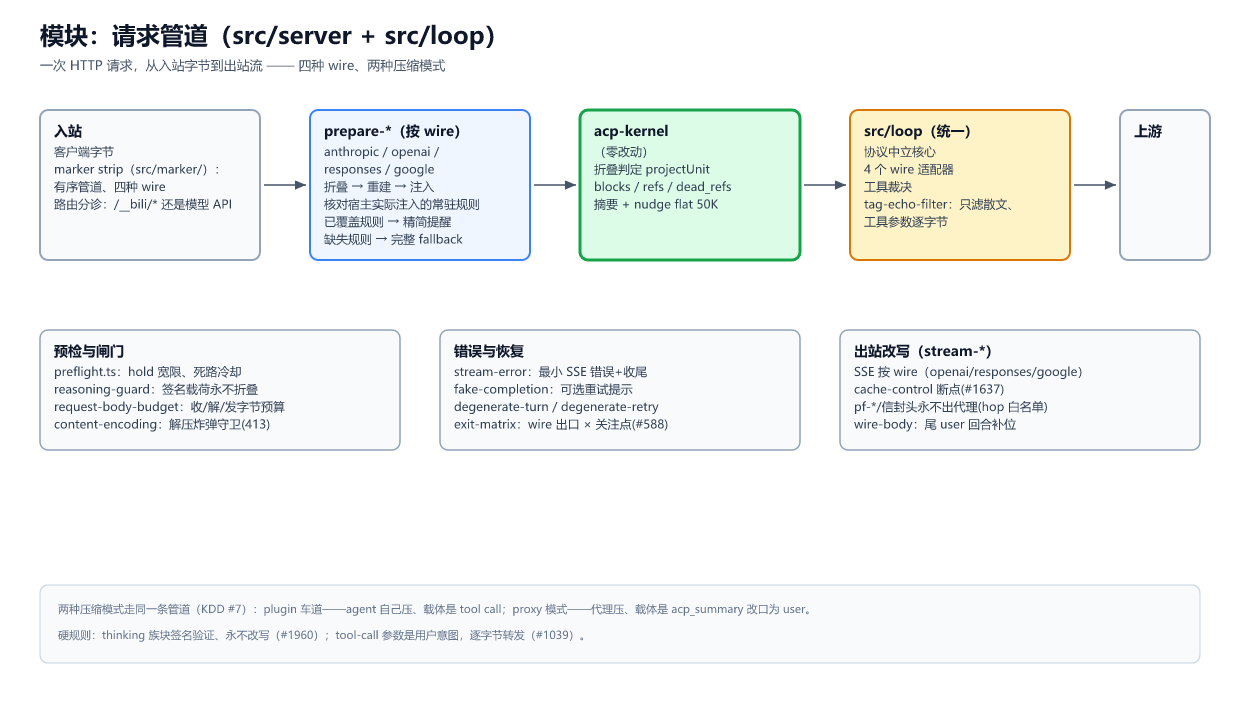 模块：请求管道（src/server + src/loop）
一次 HTTP 请求，从入站字节到出站流 —— 四种 wire、两种压缩模式
入站
客户端字节
marker strip（src/marker/）:
有序管道、四种 wire
路由分诊：/__bili/* 还是模型 API
prepare-*（按 wire）
anthropic / openai /
responses / google
折叠 → 重建 → 注入
核对宿主实际注入的常驻规则
已覆盖规则 → 精简提醒
缺失规则 → 完整 fallback
acp-kernel
（零改动）
折叠判定 projectUnit
blocks / refs / dead_refs
摘要 + nudge flat 50K
src/loop（统一）
协议中立核心
4 个 wire 适配器
工具裁决
tag-echo-filter：只滤散文、
工具参数逐字节
上游
预检与闸门
preflight.ts：hold 宽限、死路冷却
reasoning-guard：签名载荷永不折叠
request-body-budget：收/解/发字节预算
content-encoding：解压炸弹守卫(413)
错误与恢复
stream-error：最小 SSE 错误+收尾
fake-completion：可选重试提示
degenerate-turn / degenerate-retry
exit-matrix：wire 出口 × 关注点(#588)
出站改写（stream-*）
SSE 按 wire（openai/responses/google）
cache-control 断点(#1637)
pf-*/信封头永不出代理(hop 白名单)
wire-body：尾 user 回合补位
两种压缩模式走同一条管道（KDD #7）：plugin 车道——agent 自己压、载体是 tool call；proxy 模式——代理压、载体是 acp_summary 改口为 user。
硬规则：thinking 族块签名验证、永不改写（#1960）；tool-call 参数是用户意图，逐字节转发（#1039）。